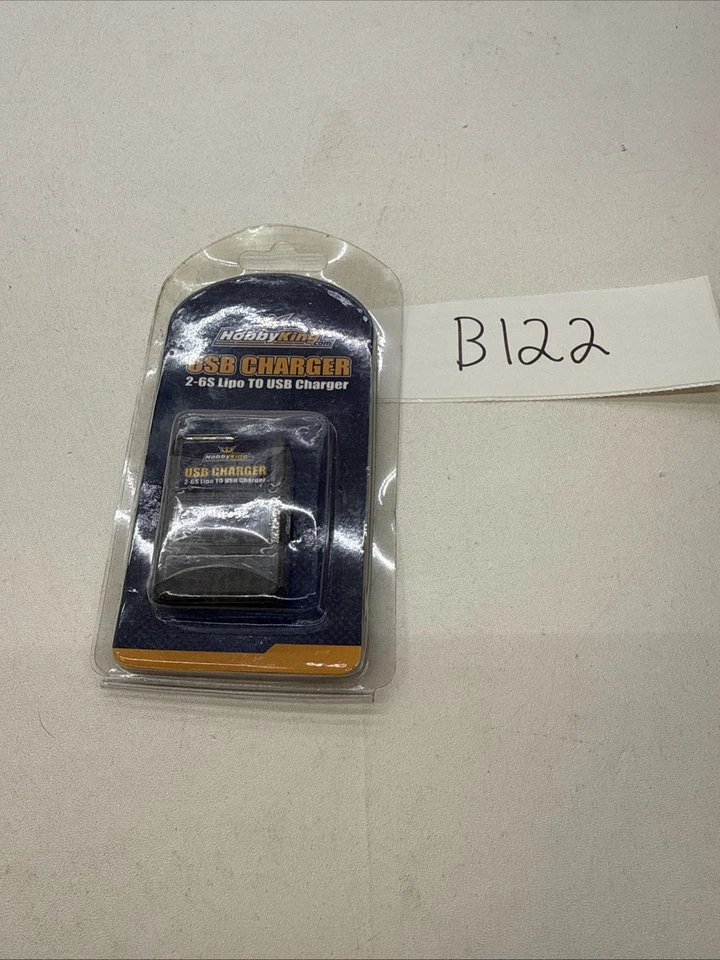 HobbyKing.com
USB CHARGER
2-6S Lipo TO USB Charger
HobbyKing
USB CHARGER
2-6S Lipo TO USB Charger
B122